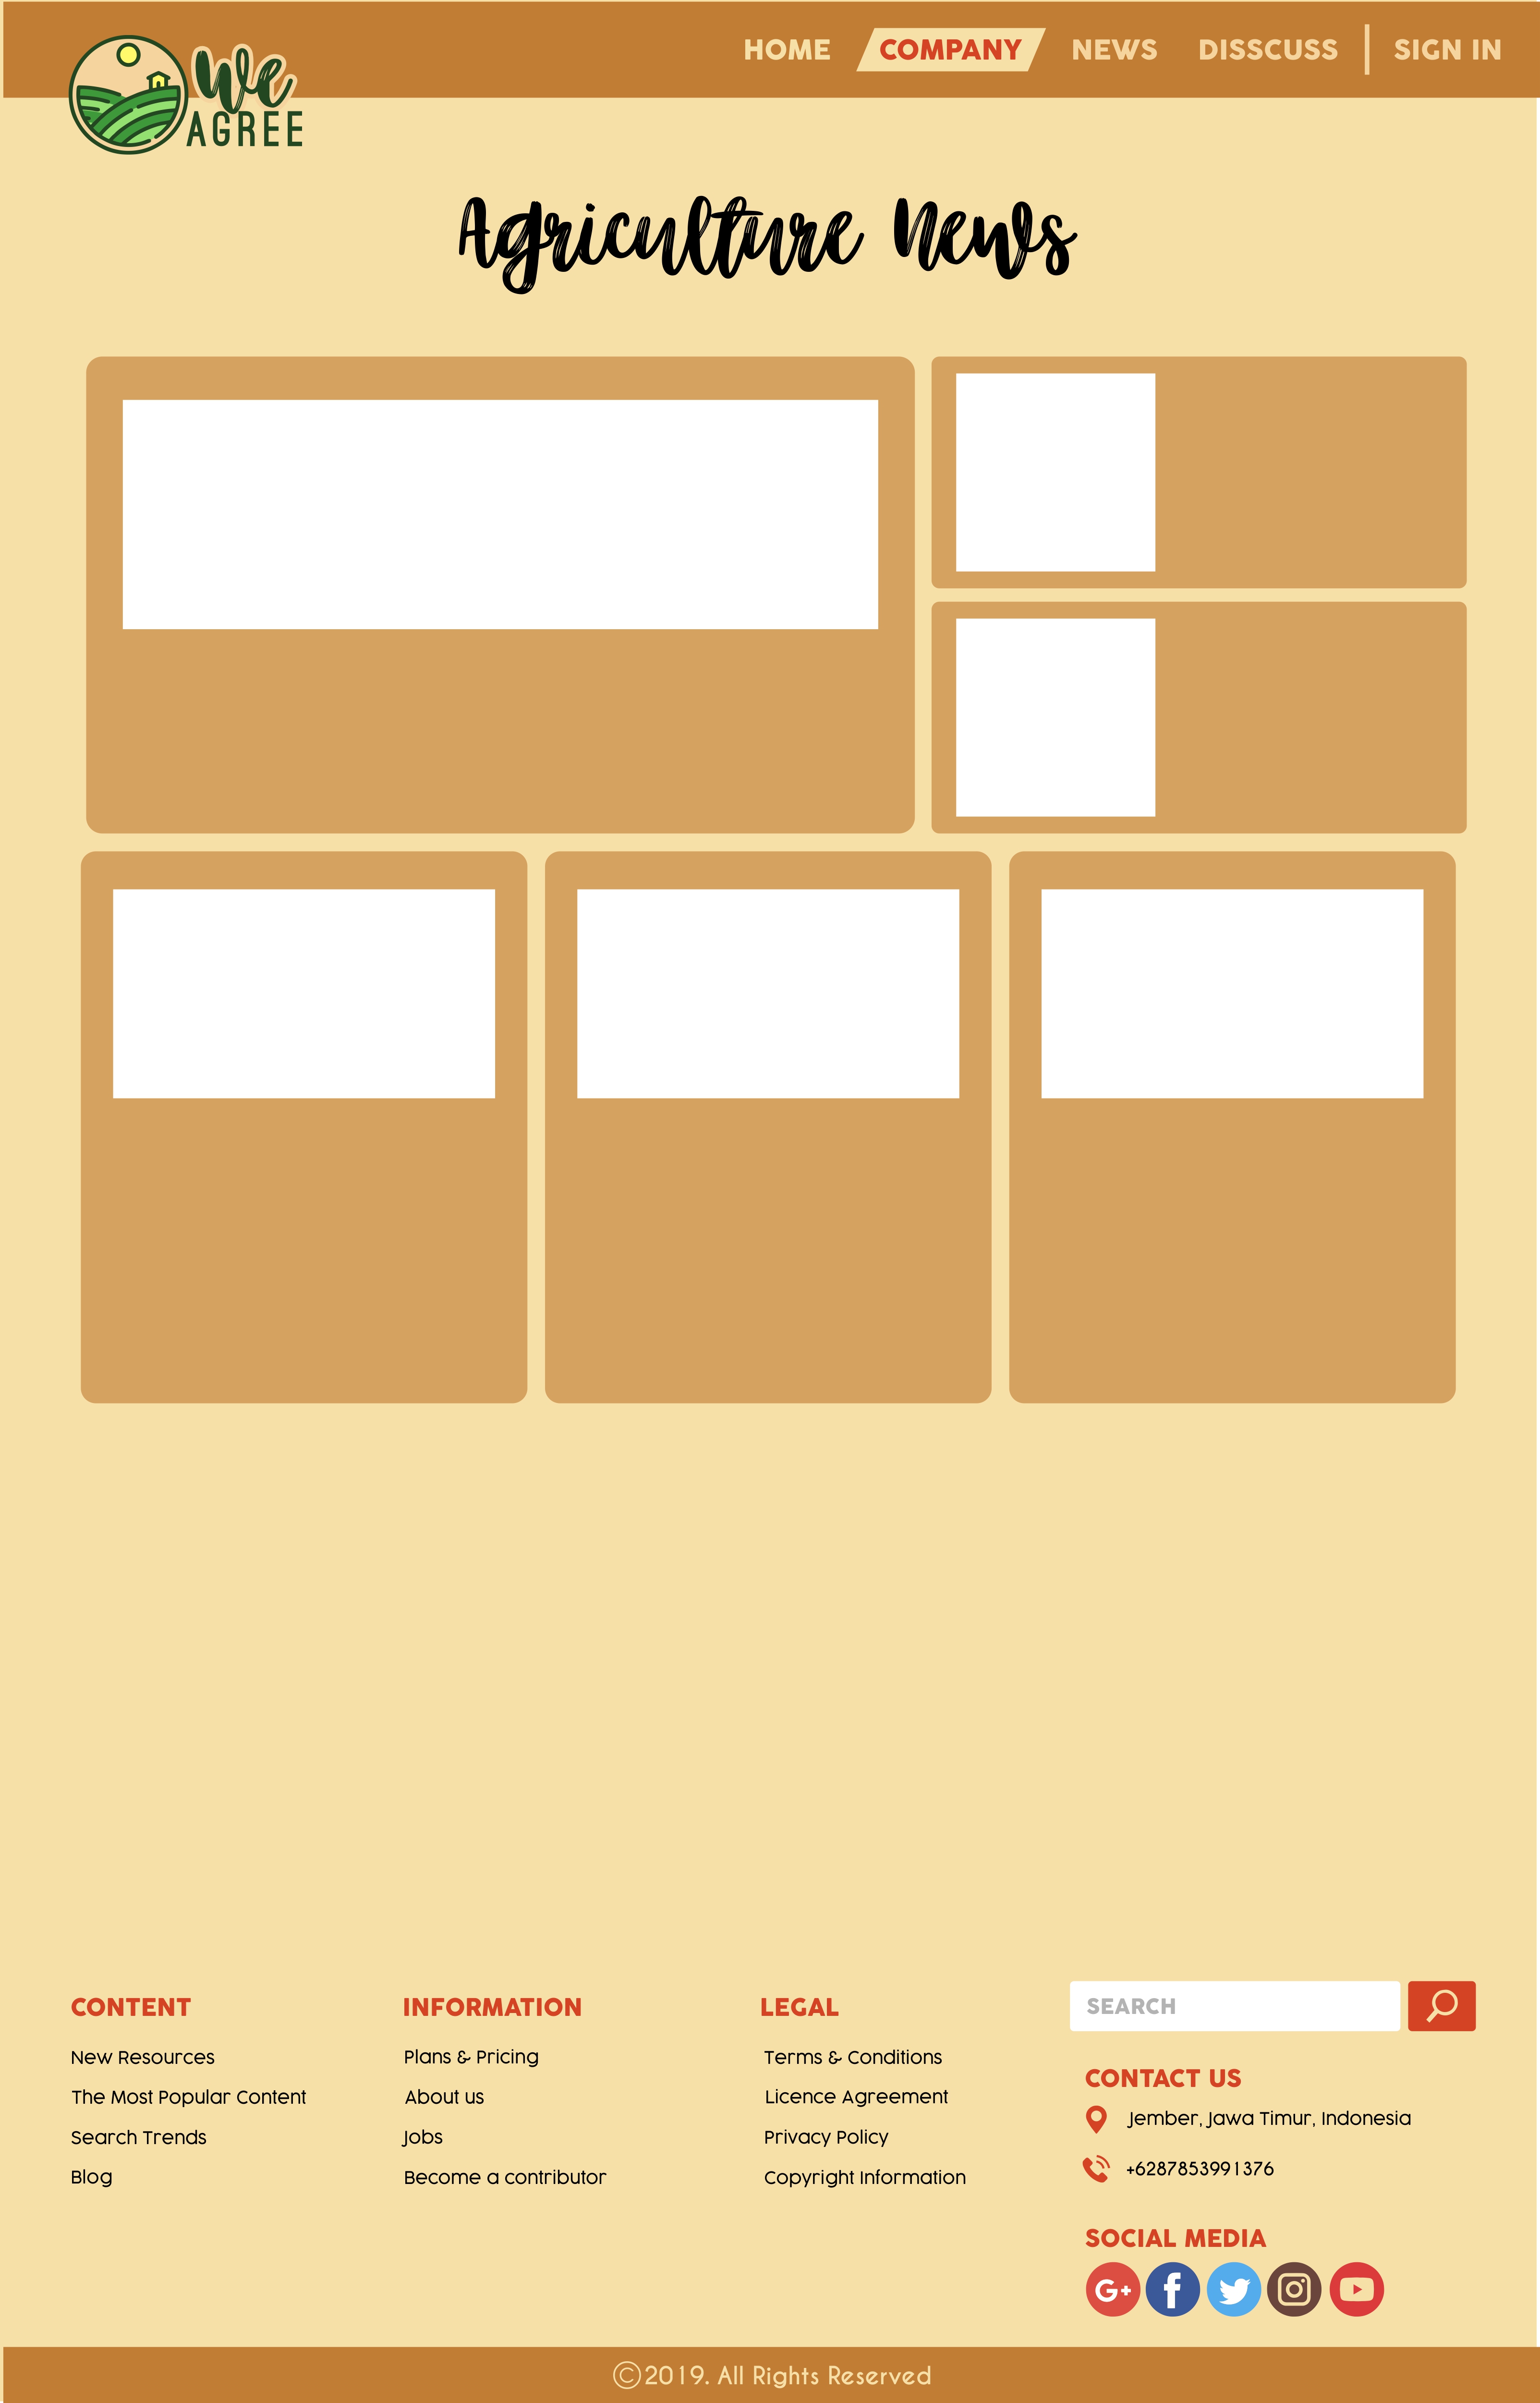 HOME COMPANY NEWS DISSCUSS SIGN IN
We
AGREE
Agriculture News
CONTENT
New Resources
The Most Popular Content
Search Trends
Blog
INFORMATION
Plans & Pricing
About us
Jobs
Become a contributor
LEGAL
Terms & Conditions
Licence Agreement
Privacy Policy
Copyright Information
SEARCH
CONTACT US
Jember, Jawa Timur, Indonesia
+6287853991376
SOCIAL MEDIA
G+
©2019. All Rights Reserved